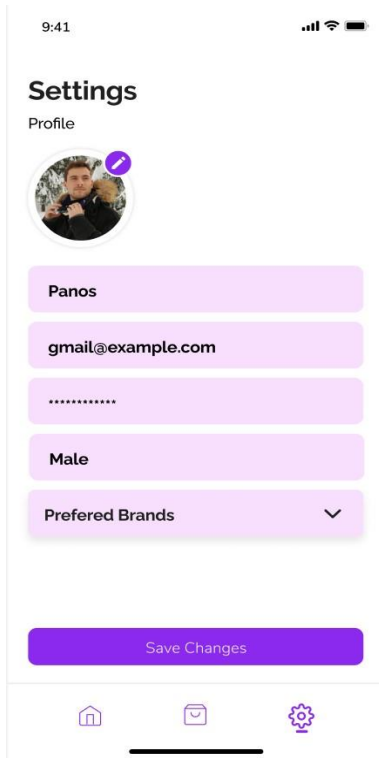 9:41
Settings
Profile
Panos
gmail@example.com
************
Male
Prefered Brands
Save Changes